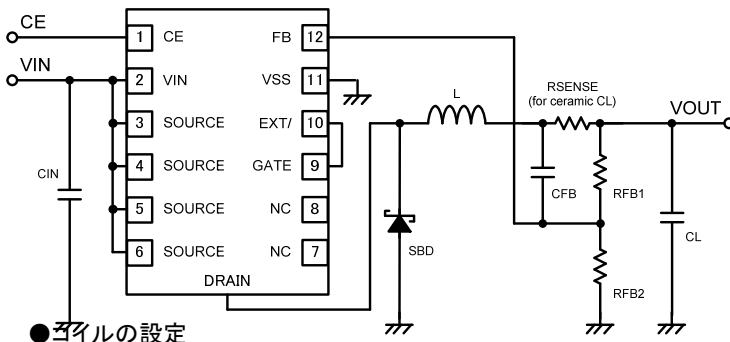 CE
VIN
1 CE
2 VIN
3 SOURCE
4 SOURCE
5 SOURCE
6 SOURCE
FB 12
VSS 11
EXT/ 10
GATE 9
NC 8
NC 7
DRAIN
CIN
L
RSENSE
(for ceramic CL)
VOUT
CFB
RFB1
SBD
CL
RFB2
●コイルの設定